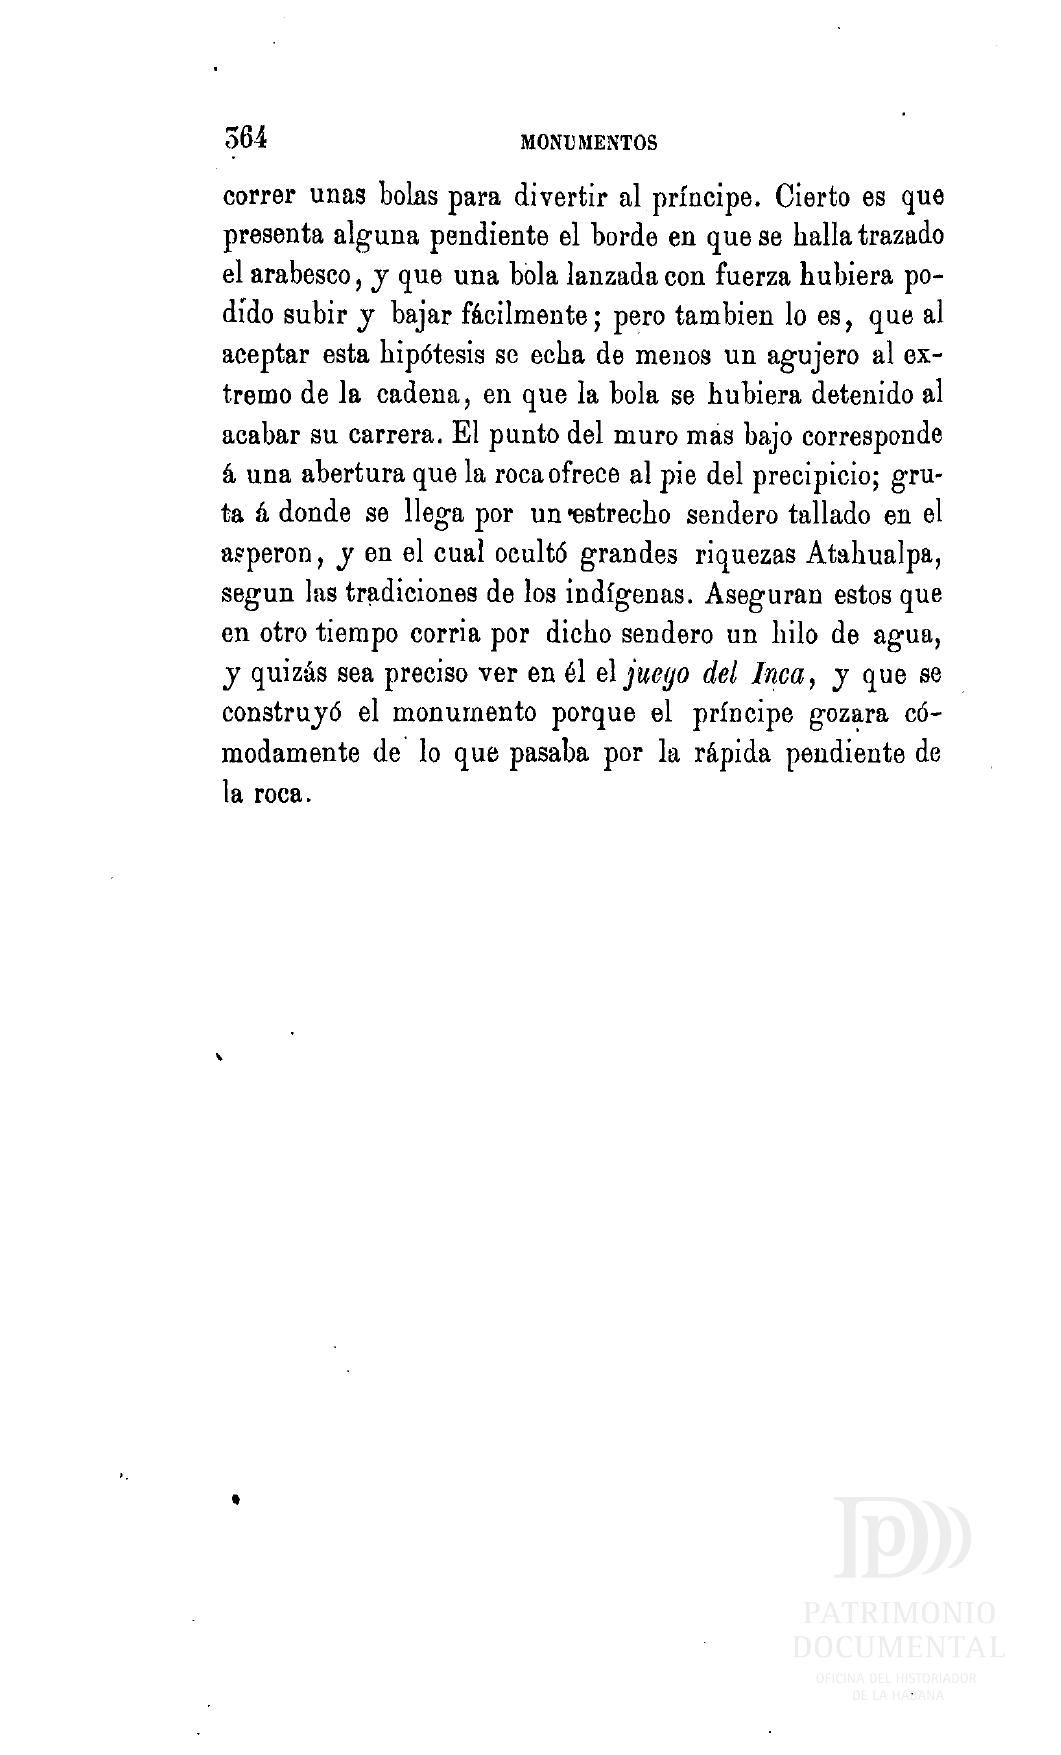 364 MONUMENTOS
correr unas bolas para divertir al príncipe. Cierto es que
presenta alguna pendiente el borde en que se halla trazado
el arabesco, y que una bola lanzada con fuerza hubiera po-
dido subir y bajar fácilmente; pero tambien lo es, que al
aceptar esta hipótesis se echa de menos un agujero al ex-
tremo de la cadena, en que la bola se hubiera detenido al
acabar su carrera. El punto del muro mas bajo corresponde
á una abertura que la roca ofrece al pie del precipicio; gru-
ta á donde se llega por un estrecho sendero tallado en el
asperon, y en el cual ocultó grandes riquezas Atahualpa,
segun las tradiciones de los indígenas. Aseguran estos que
en otro tiempo corria por dicho sendero un hilo de agua,
y quizás sea preciso ver en él el juego del Inca, y que se
construyó el monumento porque el príncipe gozara có-
modamente de lo que pasaba por la rápida pendiente de
la roca.
PATRIMONIO
DOCUMENTAL
OFICINA DEL HISTORIADOR
DE LA HABANA